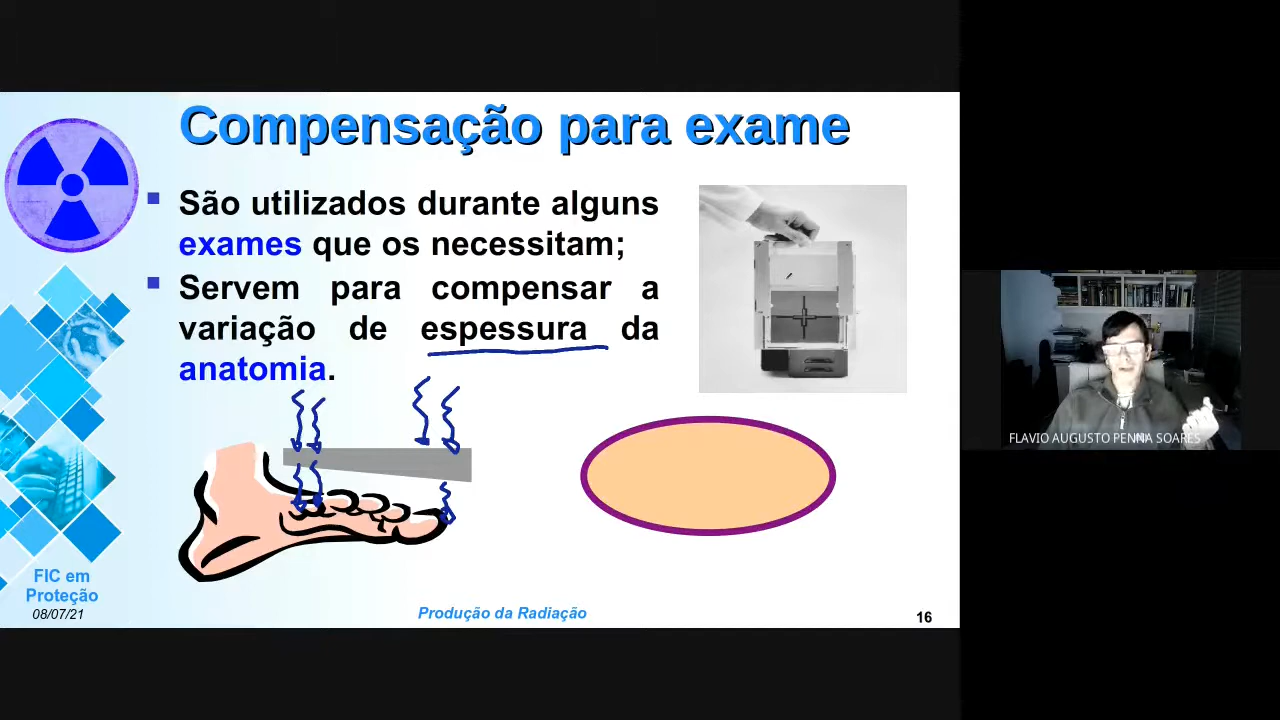 Compensação para exame
São utilizados durante alguns
exames que os necessitam;
Servem para compensar a
variação de espessura da
anatomia.
FLAVIO AUGUSTO PENNA SOARES
FIC em
Proteção
08/07/21
Produção da Radiação
16